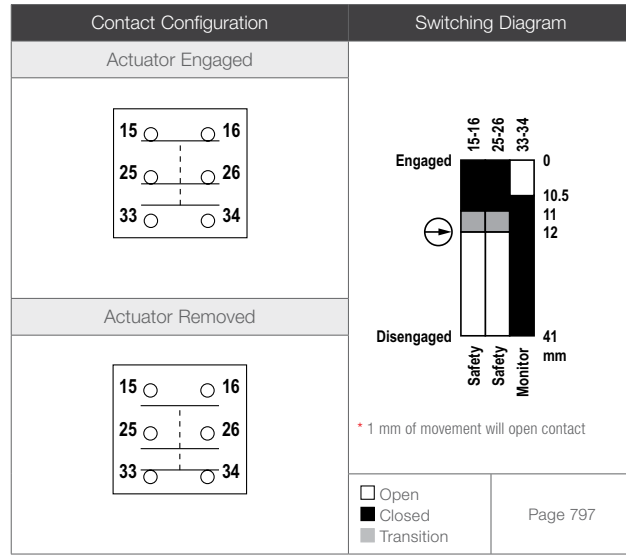 Contact Configuration
Switching Diagram
Actuator Engaged
15 16
25 26
33 34
Actuator Removed
15 16
25 26
33 34
15-16
25-26
33-34
Engaged
0
10.5
11
12
Disengaged
41
mm
Safety
Safety
Monitor
* 1 mm of movement will open contact
Open
Closed
Transition
Page 797